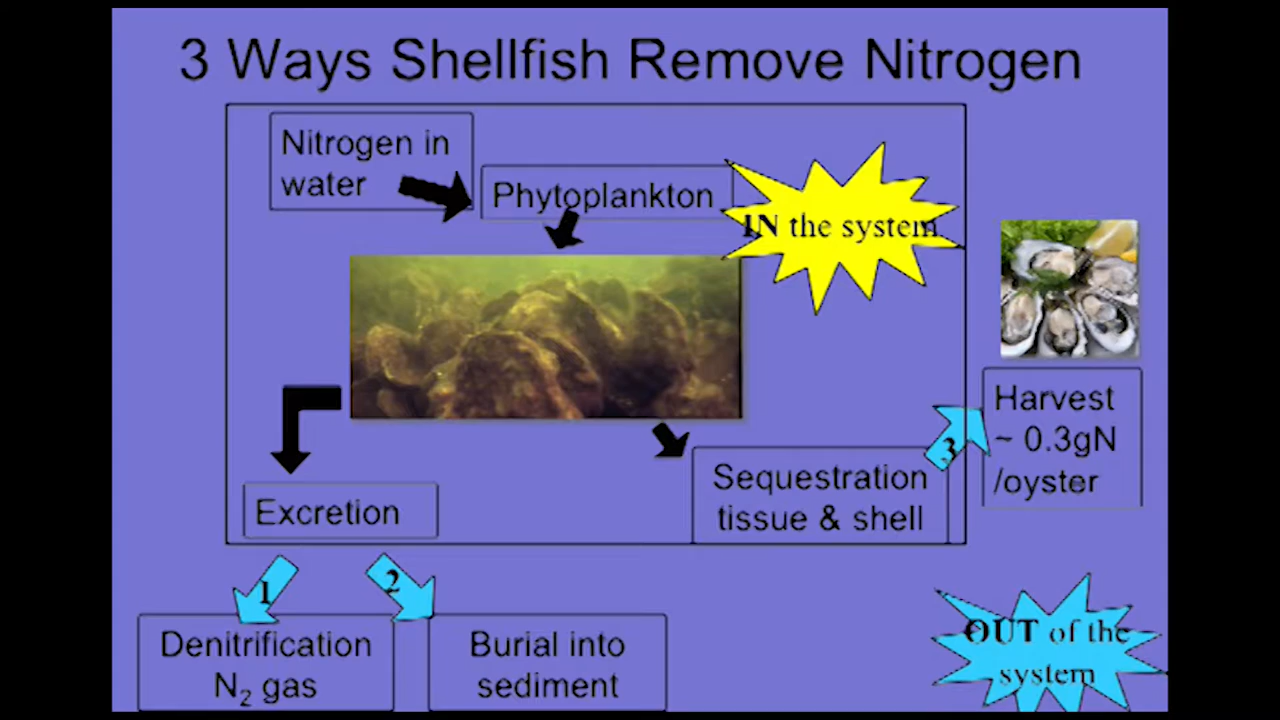 3 Ways Shellfish Remove Nitrogen
Nitrogen in
water
Phytoplankton
IN the system
Harvest
~ 0.3gN
/oyster
3
Sequestration
tissue & shell
Excretion
1
2
Denitrification
N₂ gas
Burial into
sediment
OUT of the
system